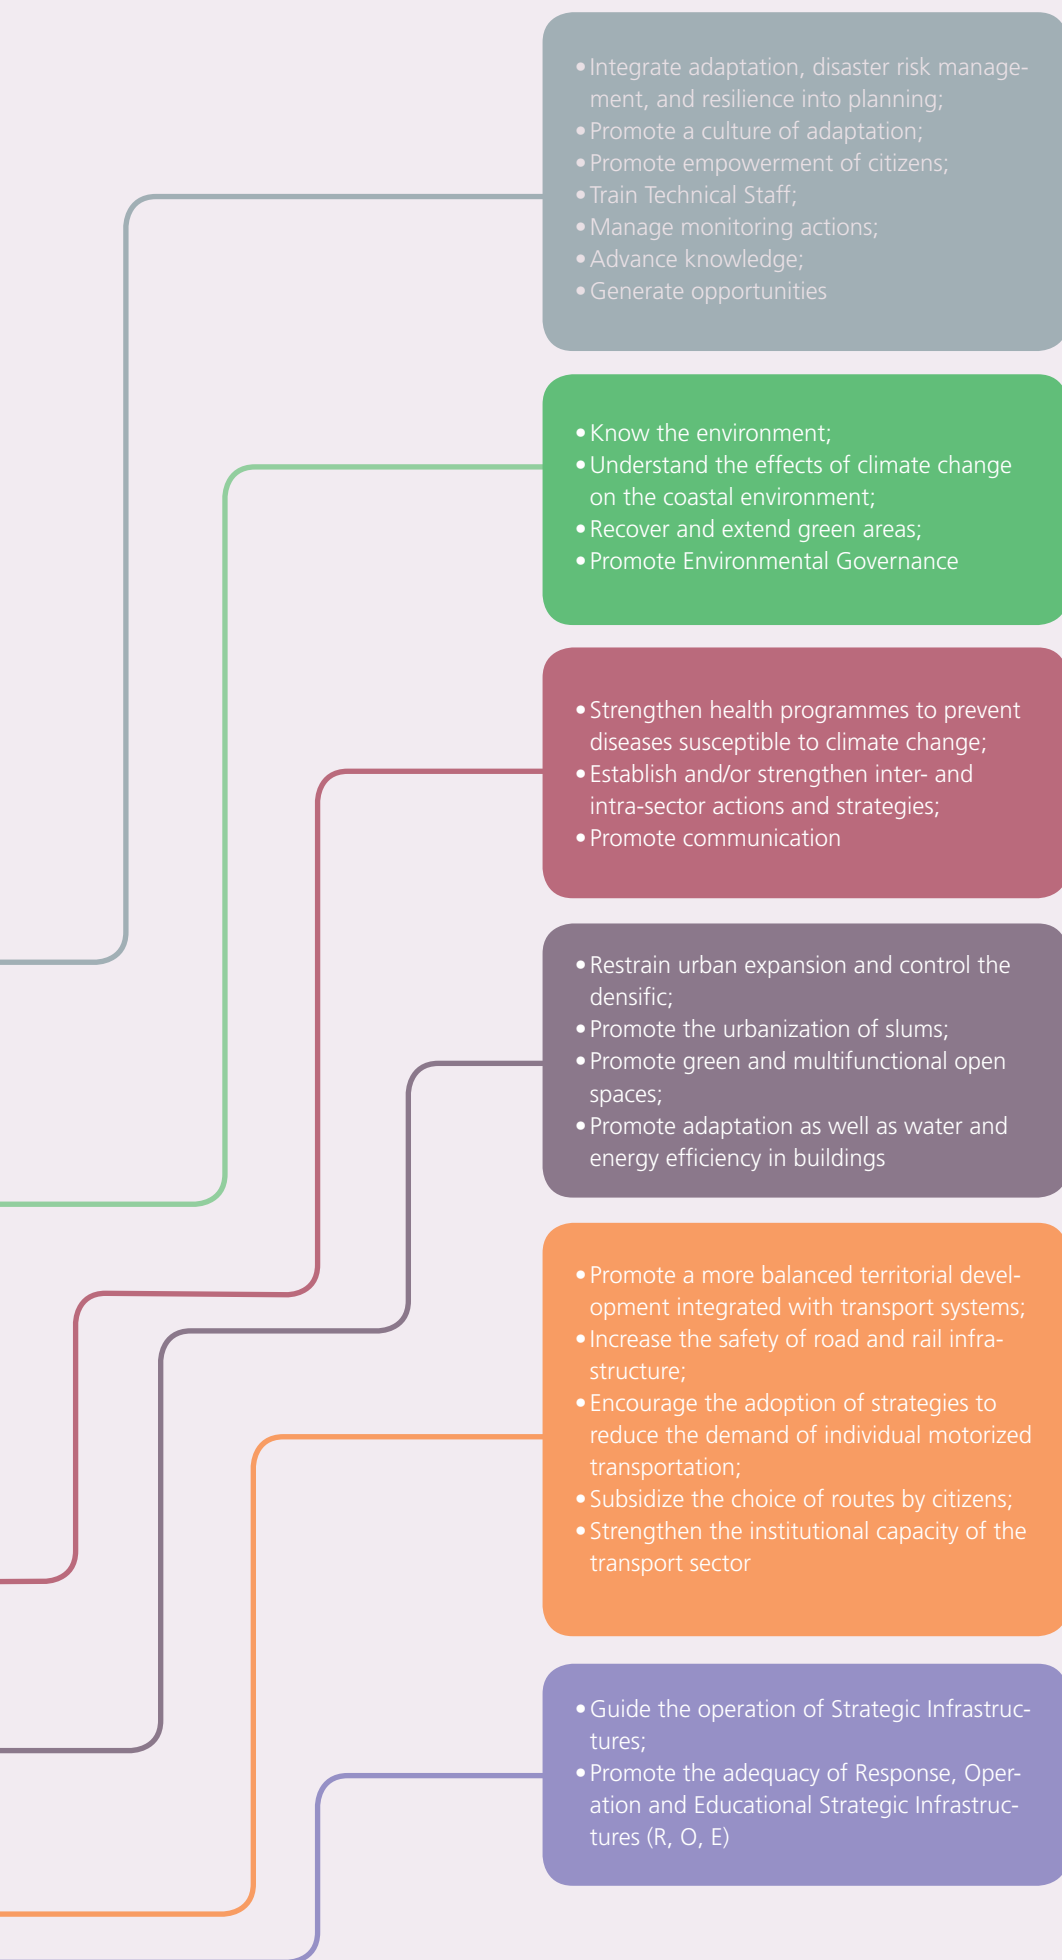 • Integrate adaptation, disaster risk manage-
ment, and resilience into planning;
• Promote a culture of adaptation;
• Promote empowerment of citizens;
• Train Technical Staff;
• Manage monitoring actions;
• Advance knowledge;
• Generate opportunities
• Know the environment;
• Understand the effects of climate change
on the coastal environment;
• Recover and extend green areas;
• Promote Environmental Governance
• Strengthen health programmes to prevent
diseases susceptible to climate change;
• Establish and/or strengthen inter- and
intra-sector actions and strategies;
• Promote communication
• Restrain urban expansion and control the
densific;
• Promote the urbanization of slums;
• Promote green and multifunctional open
spaces;
• Promote adaptation as well as water and
energy efficiency in buildings
• Promote a more balanced territorial devel-
opment integrated with transport systems;
• Increase the safety of road and rail infra-
structure;
• Encourage the adoption of strategies to
reduce the demand of individual motorized
transportation;
• Subsidize the choice of routes by citizens;
• Strengthen the institutional capacity of the
transport sector
• Guide the operation of Strategic Infrastruc-
tures;
• Promote the adequacy of Response, Oper-
ation and Educational Strategic Infrastruc-
tures (R, O, E)